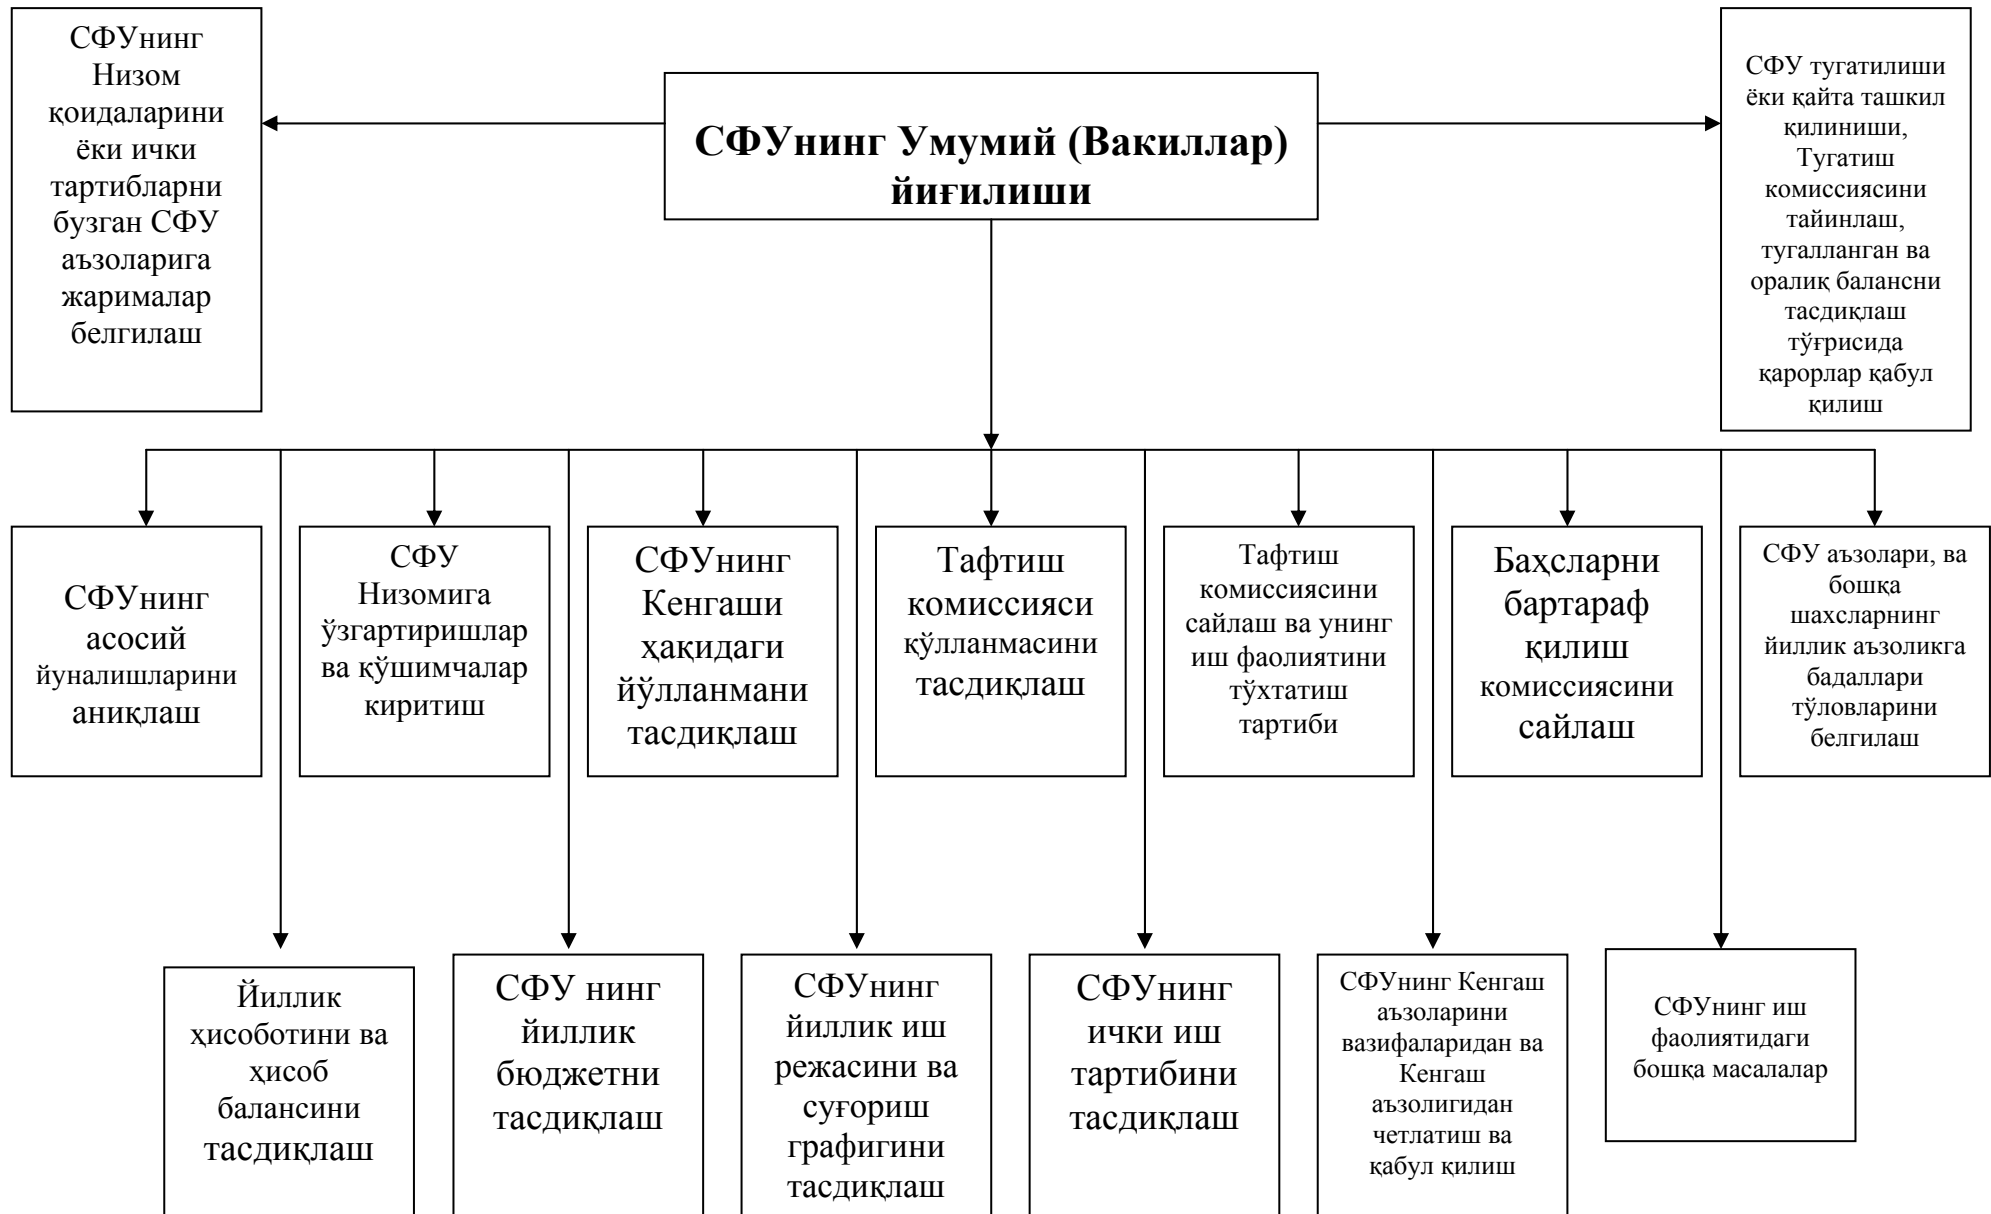 СФУнинг
Низом
қоидаларини
ёки ички
тартибларни
бузган СФУ
аъзоларига
жарималар
белгилаш
СФУнинг Умумий (Вакиллар)
йиғилиши
СФУ тугатилиши
ёки қайта ташкил
қилиниши,
Тугатиш
комиссиясини
тайинлаш,
тугалланган ва
оралиқ балансни
тасдиқлаш
тўғрисида
қарорлар қабул
қилиш
СФУнинг
асосий
йуналишларини
аниқлаш
СФУ
Низомига
ўзгартиришлар
ва қўшимчалар
киритиш
СФУнинг
Кенгаши
ҳақидаги
йўлланмани
тасдиқлаш
Тафтиш
комиссияси
қўлланмасини
тасдиқлаш
Тафтиш
комиссиясини
сайлаш ва унинг
иш фаолиятини
тўхтатиш
тартиби
Баҳсларни
бартараф
қилиш
комиссиясини
сайлаш
СФУ аъзолари, ва
бошқа
шахсларнинг
йиллик аъзоликга
бадаллари
тўловларини
белгилаш
Йиллик
ҳисоботини ва
ҳисоб
балансини
тасдиқлаш
СФУ нинг
йиллик
бюджетни
тасдиқлаш
СФУнинг
йиллик иш
режасини ва
суғориш
графигини
тасдиқлаш
СФУнинг
ички иш
тартибини
тасдиқлаш
СФУнинг Кенгаш
аъзоларини
вазифаларидан ва
Кенгаш
аъзолигидан
четлатиш ва
қабул қилиш
СФУнинг иш
фаолиятидаги
бошқа масалалар